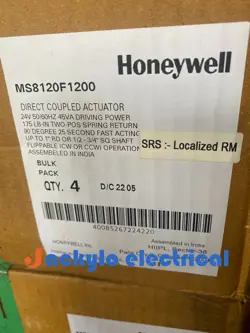 Honeywell
MS8120F1200
DIRECT COUPLED ACTUATOR
24V 50/60HZ 45VA DRIVING POWER
175 LB IN TWO-POS SPRING RETURN
90 DEGREE 25 SECOND FAST ACTING
UP TO 1" RD OR 1/2 - 3/4" SQ SHAFT
FLIPPABLE (CW OR CCW) OPERATION
ASSEMBLED IN INDIA
SRS :- Localized RM
BULK
PACK
QTY. 4 D/C 22 05
40085267224220
HONEYWELL IN
Assembled in India
Jackylo electrical